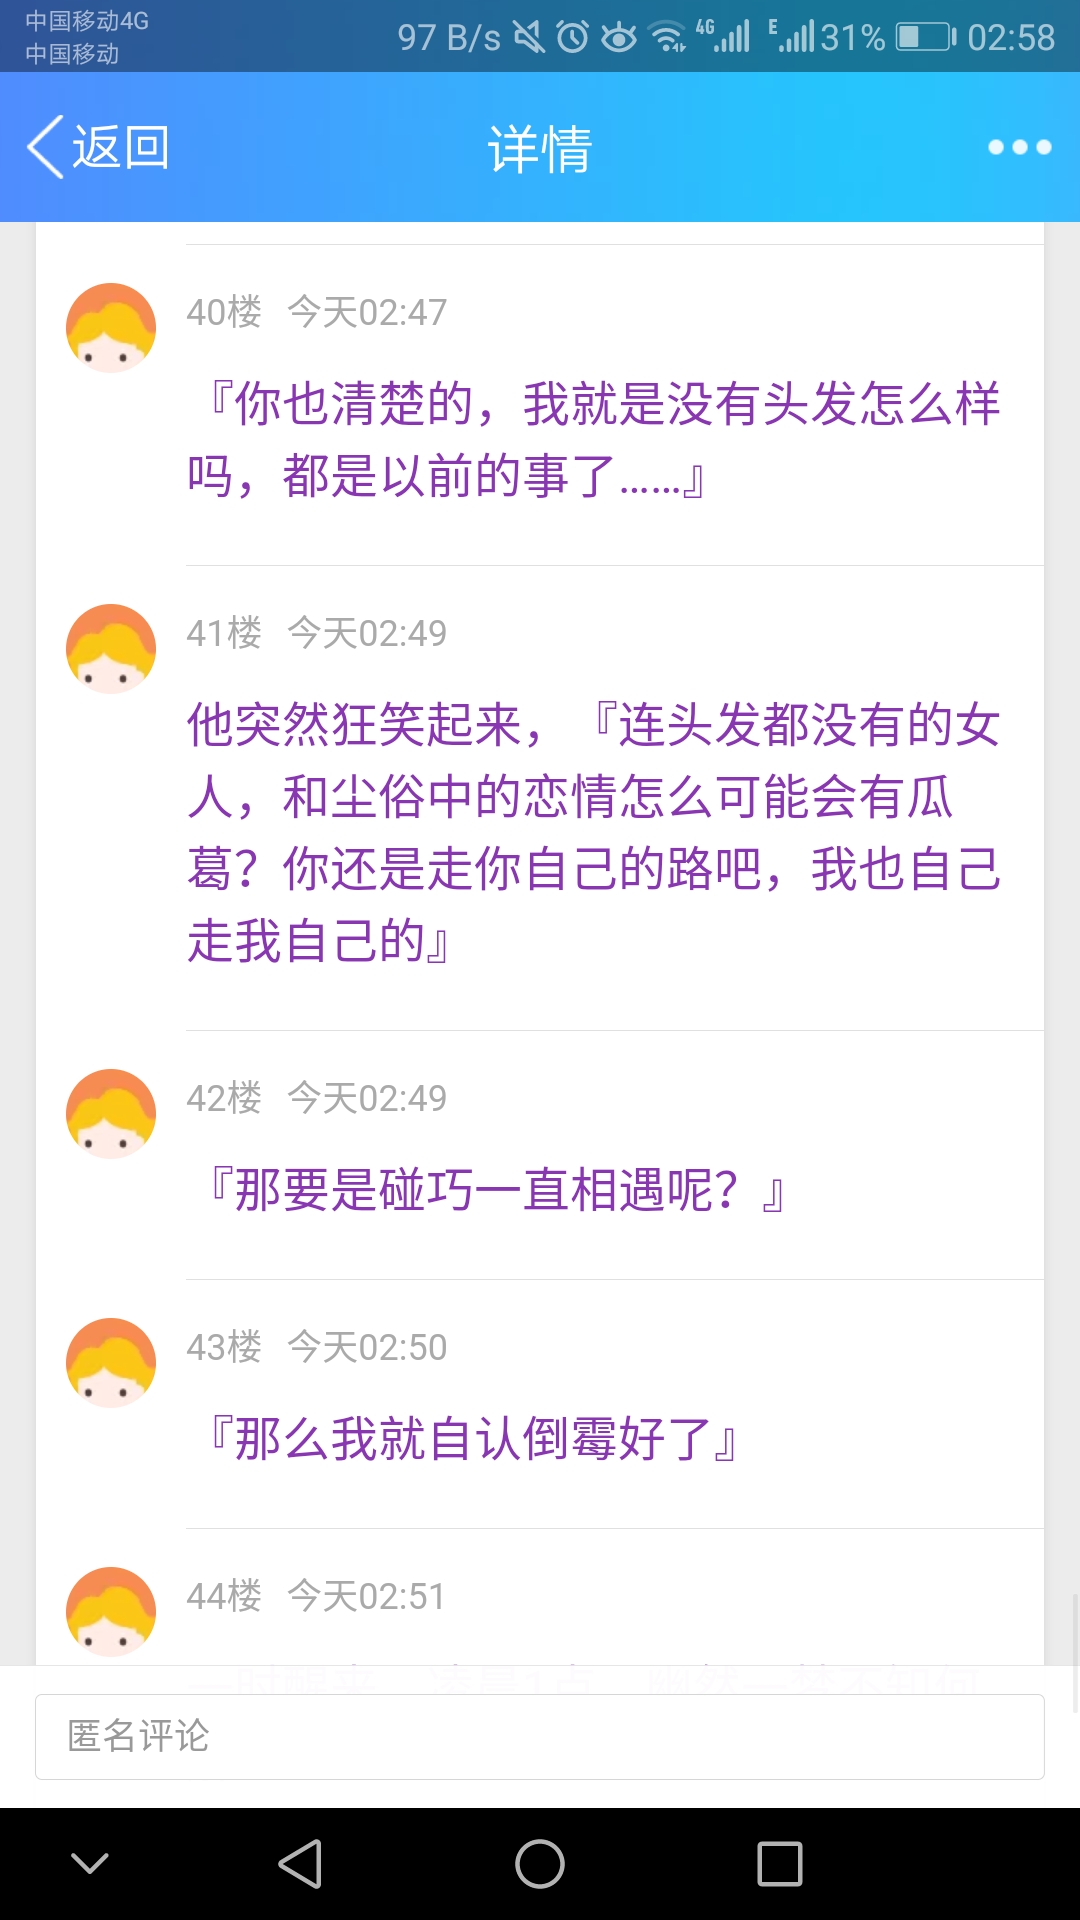 中国移动4G
中国移动
97 B/s 4G E 31% 02:58
返回 详情
40楼 今天02:47
『你也清楚的，我就是没有头发怎么样
吗，都是以前的事了……』
41楼 今天02:49
他突然狂笑起来，『连头发都没有的女
人，和尘俗中的恋情怎么可能会有瓜
葛？你还是走你自己的路吧，我也自己
走我自己的』
42楼 今天02:49
『那要是碰巧一直相遇呢？』
43楼 今天02:50
『那么我就自认倒霉好了』
44楼 今天02:51
匿名评论